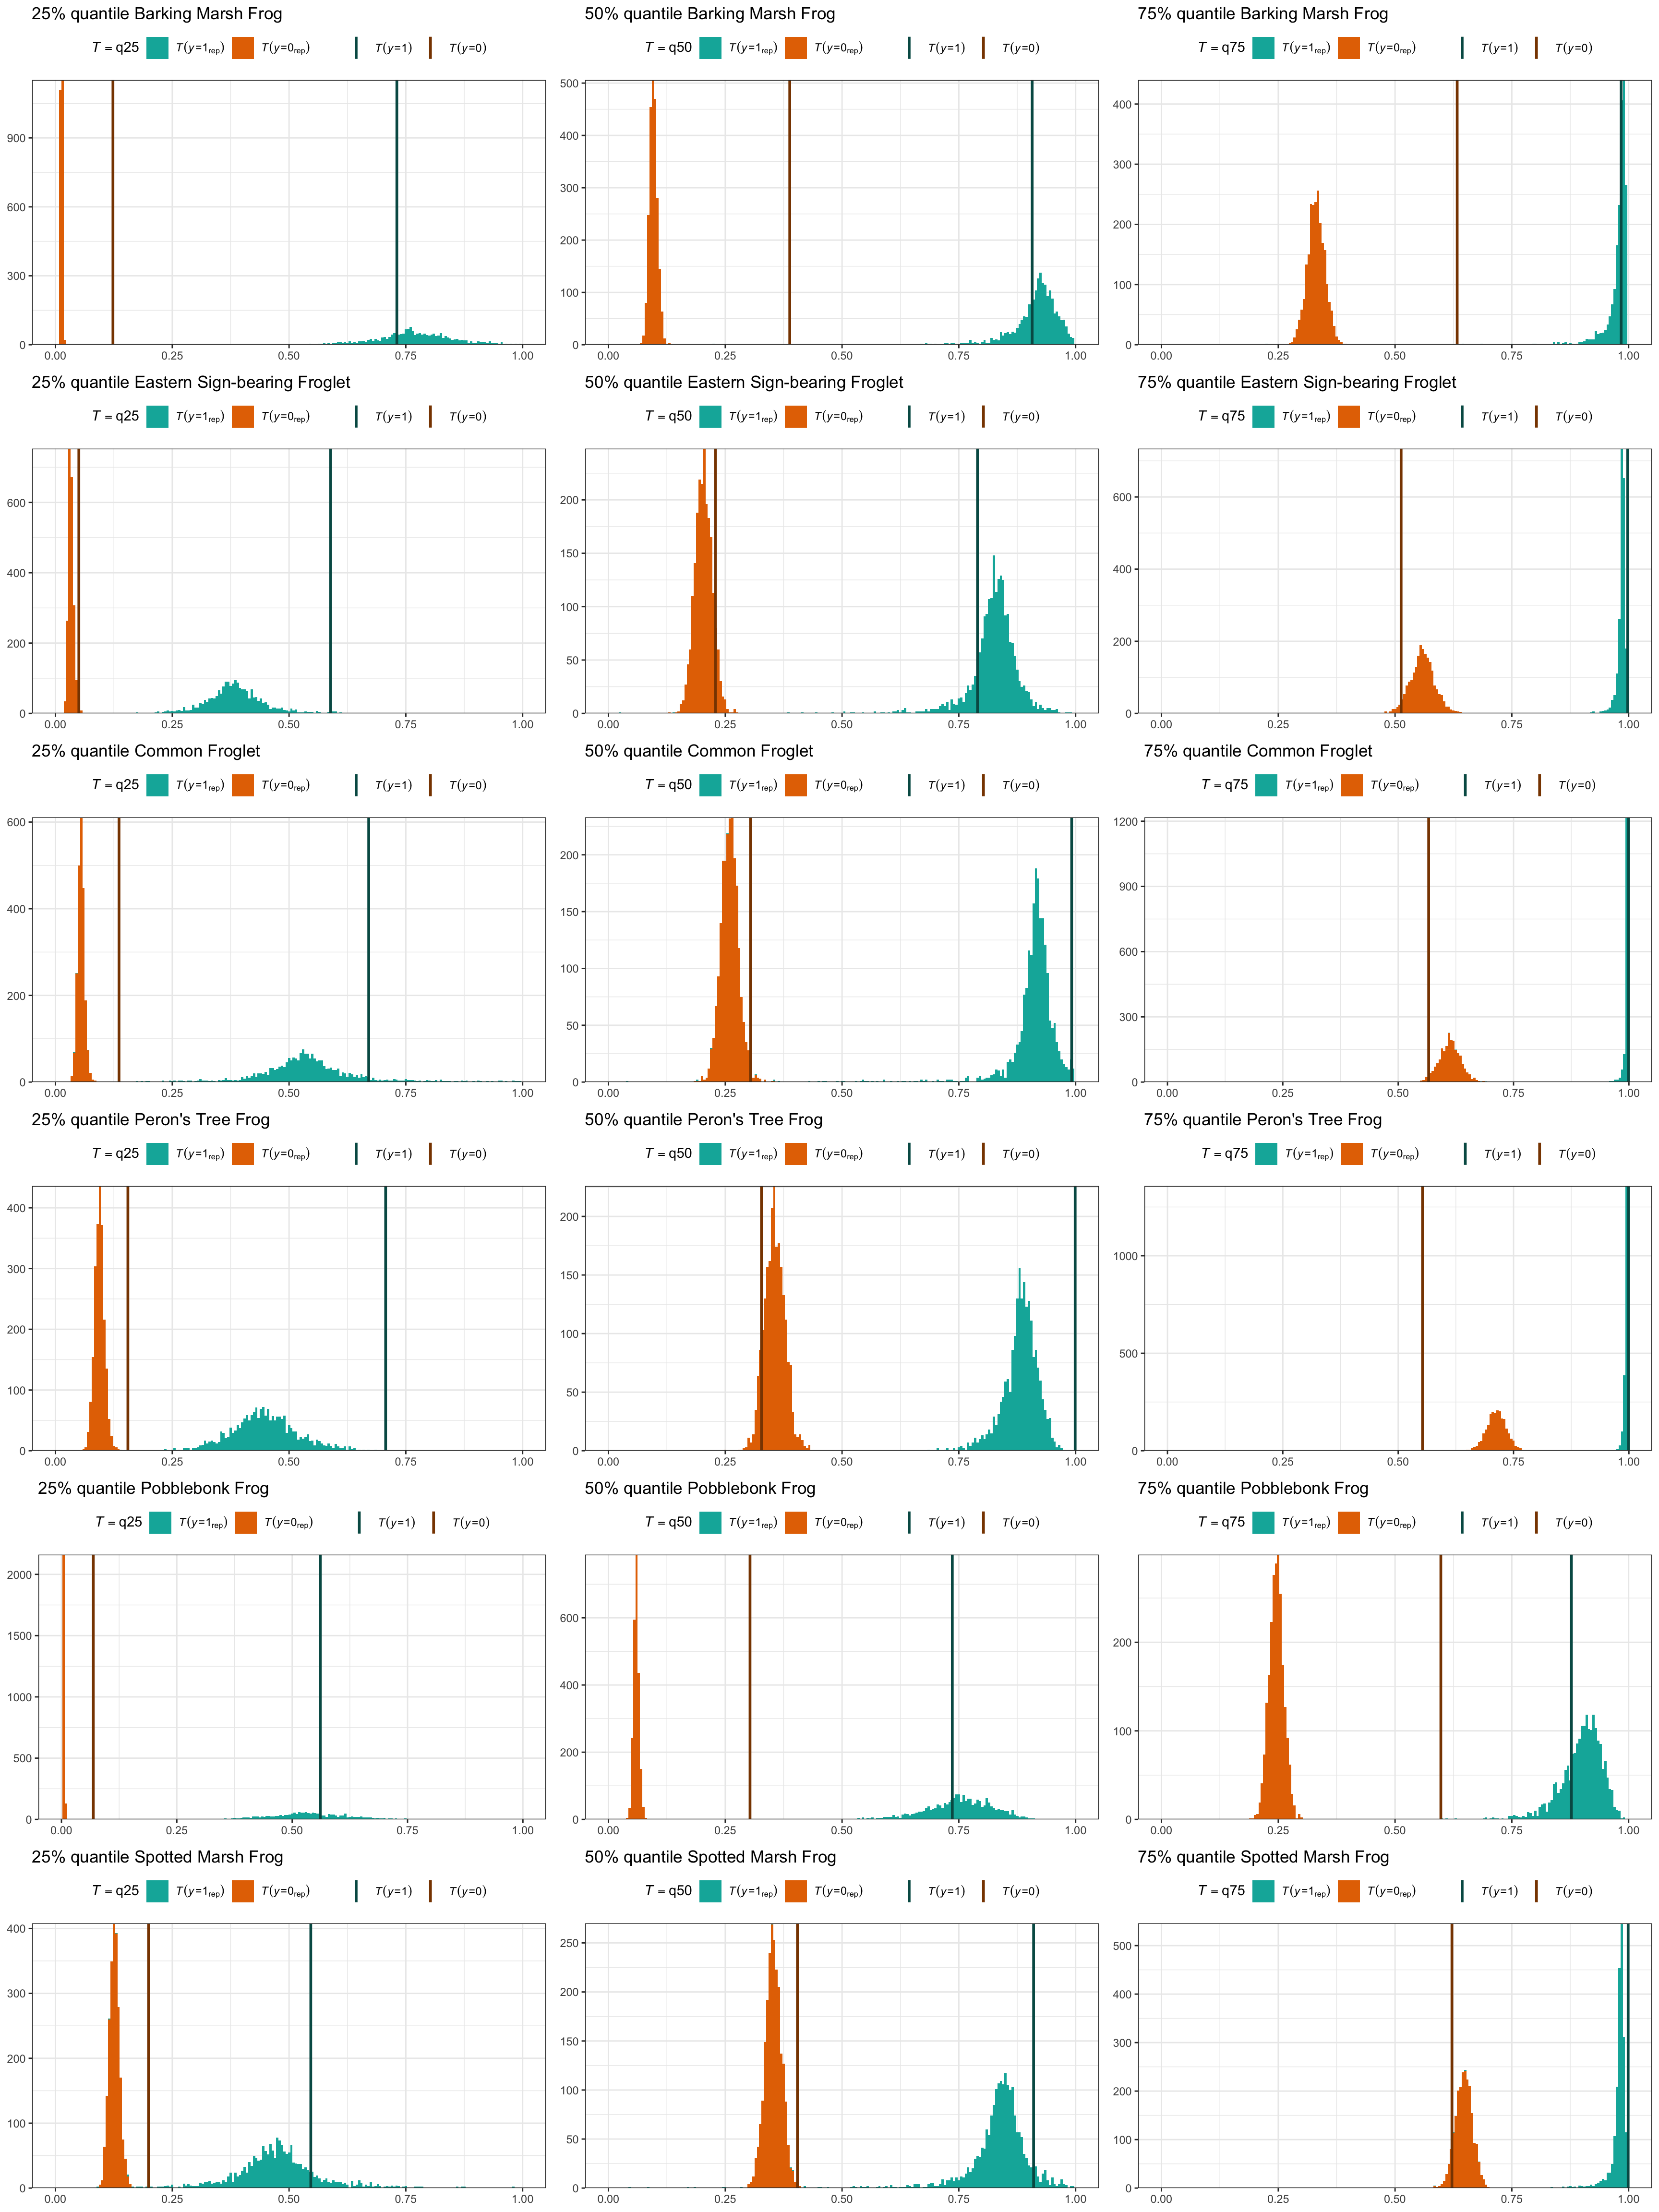 25% quantile Barking Marsh Frog
T = q25 T(y=1rep) T(y=0rep) T(y=1) T(y=0)
900
600
300
0
0.00 0.25 0.50 0.75 1.00
50% quantile Barking Marsh Frog
T = q50 T(y=1rep) T(y=0rep) T(y=1) T(y=0)
500
400
300
200
100
0
0.00 0.25 0.50 0.75 1.00
75% quantile Barking Marsh Frog
T = q75 T(y=1rep) T(y=0rep) T(y=1) T(y=0)
400
300
200
100
0
0.00 0.25 0.50 0.75 1.00
25% quantile Eastern Sign-bearing Froglet
T = q25 T(y=1rep) T(y=0rep) T(y=1) T(y=0)
600
400
200
0
0.00 0.25 0.50 0.75 1.00
50% quantile Eastern Sign-bearing Froglet
T = q50 T(y=1rep) T(y=0rep) T(y=1) T(y=0)
200
150
100
50
0
0.00 0.25 0.50 0.75 1.00
75% quantile Eastern Sign-bearing Froglet
T = q75 T(y=1rep) T(y=0rep) T(y=1) T(y=0)
600
400
200
0
0.00 0.25 0.50 0.75 1.00
25% quantile Common Froglet
T = q25 T(y=1rep) T(y=0rep) T(y=1) T(y=0)
600
400
200
0
0.00 0.25 0.50 0.75 1.00
50% quantile Common Froglet
T = q50 T(y=1rep) T(y=0rep) T(y=1) T(y=0)
200
150
100
50
0
0.00 0.25 0.50 0.75 1.00
75% quantile Common Froglet
T = q75 T(y=1rep) T(y=0rep) T(y=1) T(y=0)
1200
900
600
300
0
0.00 0.25 0.50 0.75 1.00
25% quantile Peron's Tree Frog
T = q25 T(y=1rep) T(y=0rep) T(y=1) T(y=0)
400
300
200
100
0
0.00 0.25 0.50 0.75 1.00
50% quantile Peron's Tree Frog
T = q50 T(y=1rep) T(y=0rep) T(y=1) T(y=0)
200
150
100
50
0
0.00 0.25 0.50 0.75 1.00
75% quantile Peron's Tree Frog
T = q75 T(y=1rep) T(y=0rep) T(y=1) T(y=0)
1000
500
0
0.00 0.25 0.50 0.75 1.00
25% quantile Pobblebonk Frog
T = q25 T(y=1rep) T(y=0rep) T(y=1) T(y=0)
2000
1500
1000
500
0
0.00 0.25 0.50 0.75 1.00
50% quantile Pobblebonk Frog
T = q50 T(y=1rep) T(y=0rep) T(y=1) T(y=0)
600
400
200
0
0.00 0.25 0.50 0.75 1.00
75% quantile Pobblebonk Frog
T = q75 T(y=1rep) T(y=0rep) T(y=1) T(y=0)
200
100
0
0.00 0.25 0.50 0.75 1.00
25% quantile Spotted Marsh Frog
T = q25 T(y=1rep) T(y=0rep) T(y=1) T(y=0)
400
300
200
100
0
0.00 0.25 0.50 0.75 1.00
50% quantile Spotted Marsh Frog
T = q50 T(y=1rep) T(y=0rep) T(y=1) T(y=0)
250
200
150
100
50
0
0.00 0.25 0.50 0.75 1.00
75% quantile Spotted Marsh Frog
T = q75 T(y=1rep) T(y=0rep) T(y=1) T(y=0)
500
400
300
200
100
0
0.00 0.25 0.50 0.75 1.00